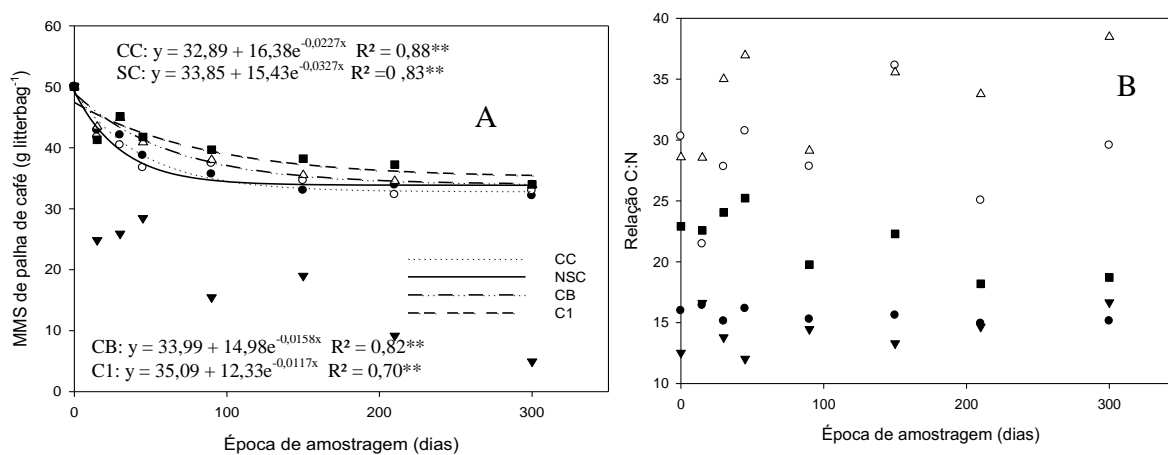 CC: y = 32,89 + 16,38e^-0,0227x R² = 0,88**
SC: y = 33,85 + 15,43e^-0,0327x R² =0 ,83**
A
MMS de palha de café (g litterbag⁻¹)
60
50
40
30
20
10
0
CC
NSC
CB
C1
CB: y = 33,99 + 14,98e^-0,0158x R² = 0,82**
C1: y = 35,09 + 12,33e^-0,0117x R² = 0,70**
0 100 200 300
Época de amostragem (dias)
B
Relação C:N
40
35
30
25
20
15
10
0 100 200 300
Época de amostragem (dias)